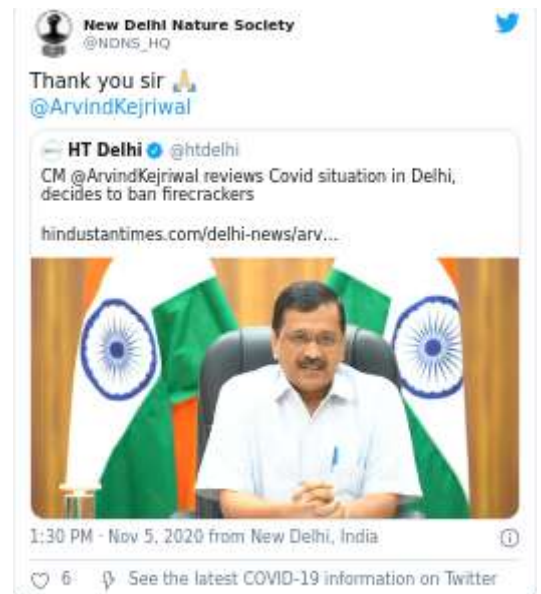 New Delhi Nature Society
@NDNS_HQ
Thank you sir 🙏
@ArvindKejriwal
HT Delhi @htdelhi
CM @ArvindKejriwal reviews Covid situation in Delhi,
decides to ban firecrackers
hindustantimes.com/delhi-news/arv...
1:30 PM · Nov 5, 2020 from New Delhi, India
6 See the latest COVID-19 information on Twitter